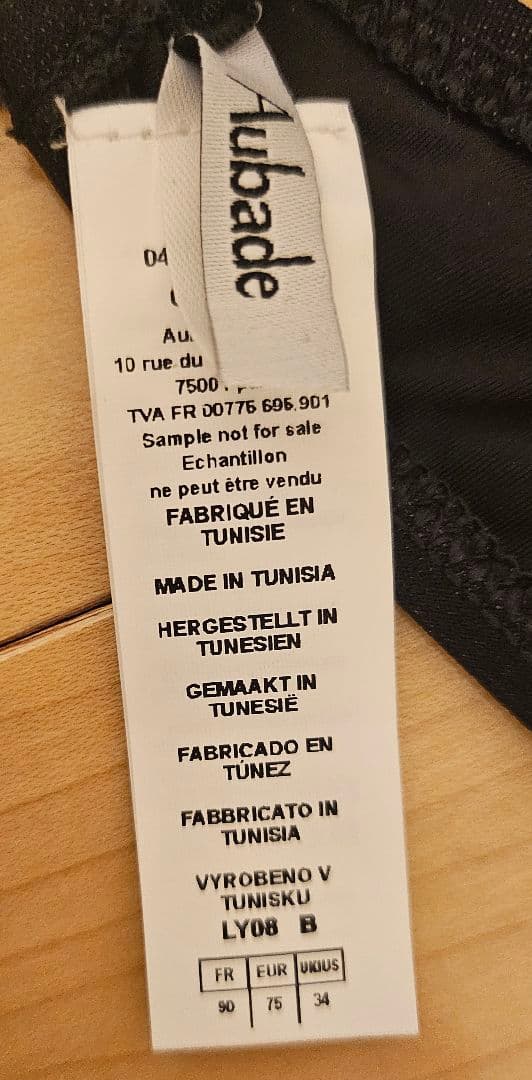 Aubade
04
Au
10 rue du
7500
TVA FR 00775 695.901
Sample not for sale
Echantillon
ne peut être vendu
FABRIQUÉ EN
TUNISIE
MADE IN TUNISIA
HERGESTELLT IN
TUNESIEN
GEMAAKT IN
TUNESIË
FABRICADO EN
TÚNEZ
FABBRICATO IN
TUNISIA
VYROBENO V
TUNISKU
LY08 B
FR EUR UK/US
90 75 34